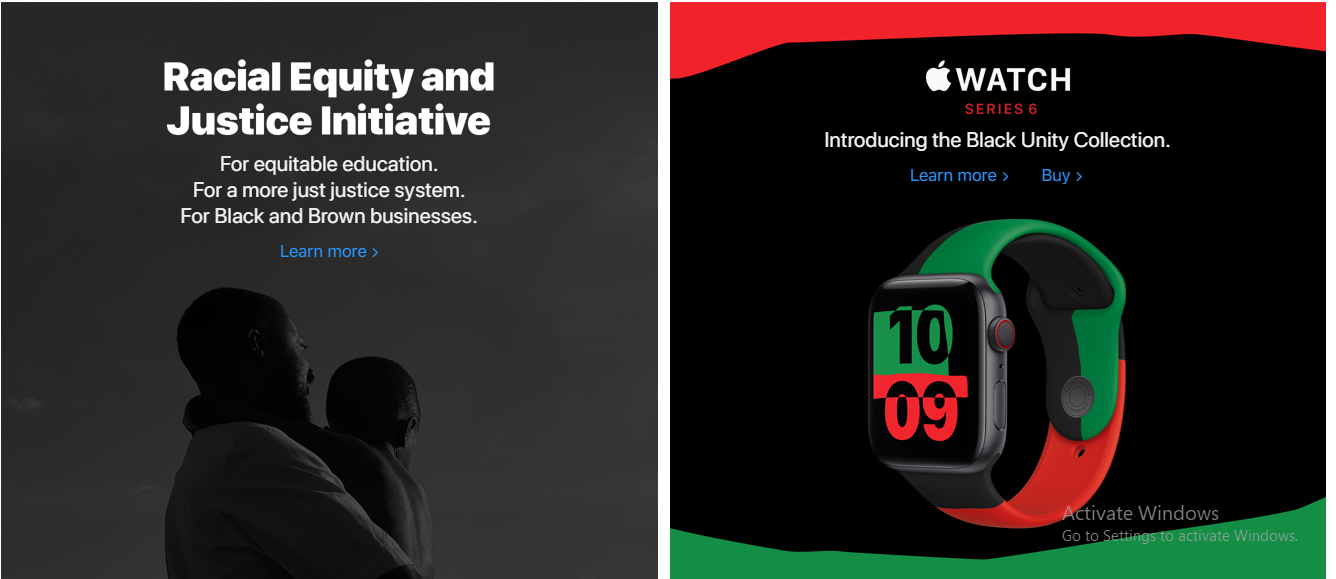 Racial Equity and
Justice Initiative
For equitable education.
For a more just justice system.
For Black and Brown businesses.
Learn more >
WATCH
SERIES 6
Introducing the Black Unity Collection.
Learn more > Buy >
10
09
Activate Windows
Go to Settings to activate Windows.